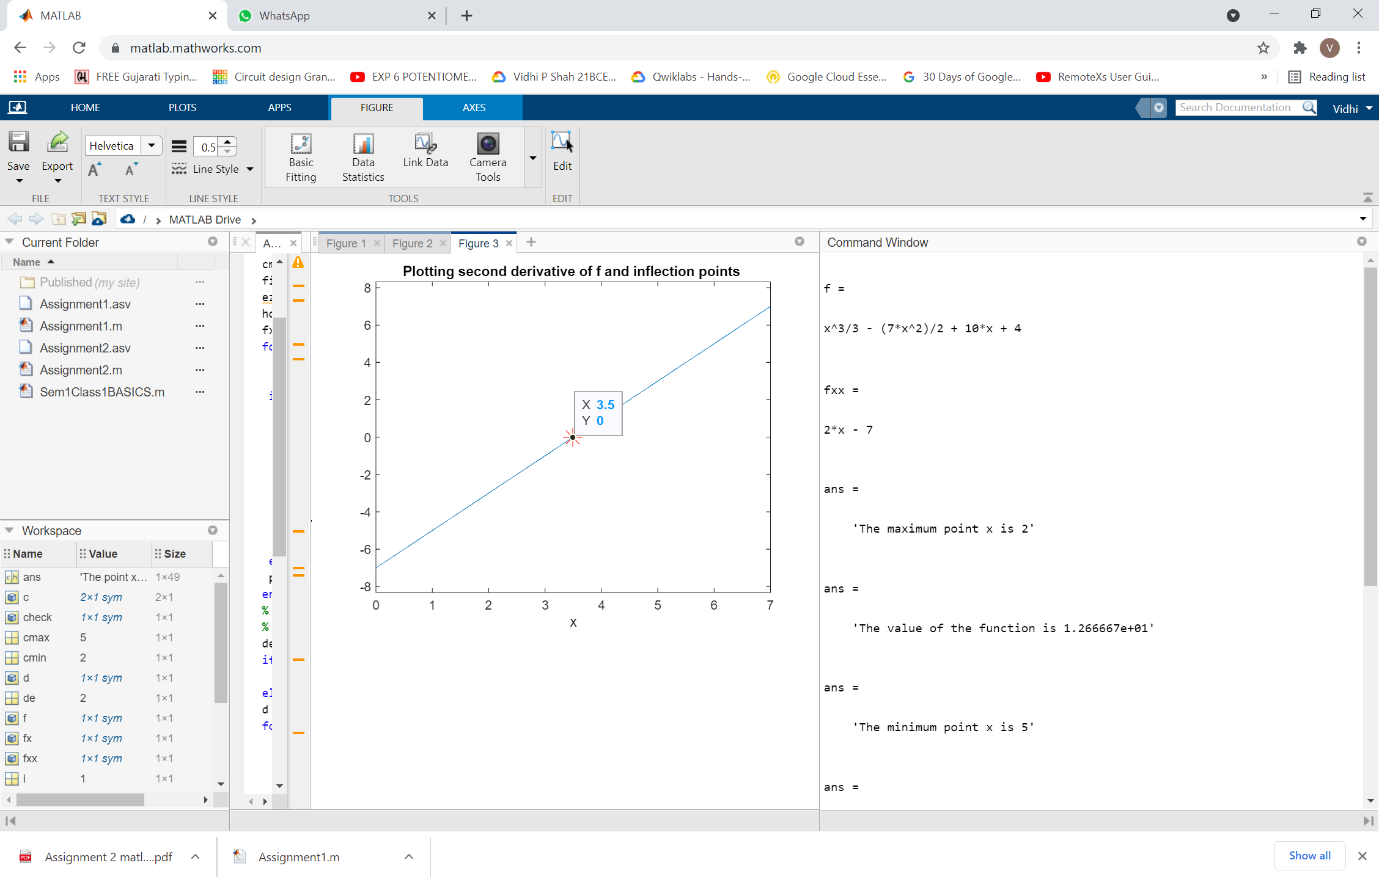 MATLAB
WhatsApp
matlab.mathworks.com
V
Apps
FREE Gujarati Typin...
Circuit design Gran...
EXP 6 POTENTIOME...
Vidhi P Shah 21BCE...
Qwiklabs - Hands-...
Google Cloud Esse...
30 Days of Google...
RemoteXs User Gui...
»
Reading list
HOME
PLOTS
APPS
FIGURE
AXES
Search Documentation
Vidhi
Save
Export
Helvetica
0.5
Line Style
Basic Fitting
Data Statistics
Link Data
Camera Tools
Edit
FILE
TEXT STYLE
LINE STYLE
TOOLS
EDIT
/ > MATLAB Drive >
Current Folder
Name
Published (my site)
Assignment1.asv
Assignment1.m
Assignment2.asv
Assignment2.m
Sem1Class1BASICS.m
Workspace
Name Value Size
ans 'The point x... 1×49
c 2×1 sym 2×1
check 1×1 sym 1×1
cmax 5 1×1
cmin 2 1×1
d 1×1 sym 1×1
de 2 1×1
f 1×1 sym 1×1
fx 1×1 sym 1×1
fxx 1×1 sym 1×1
1 1×1
A...
%
%
de
d
Figure 1
Figure 2
Figure 3
Plotting second derivative of f and inflection points
8
6
4
2
0
-2
-4
-6
-8
X 3.5
Y 0
0 1 2 3 4 5 6 7
x
Command Window
f =
x^3/3 - (7*x^2)/2 + 10*x + 4
fxx =
2*x - 7
ans =
'The maximum point x is 2'
ans =
'The value of the function is 1.266667e+01'
ans =
'The minimum point x is 5'
ans =
Assignment 2 matl....pdf
Assignment1.m
Show all